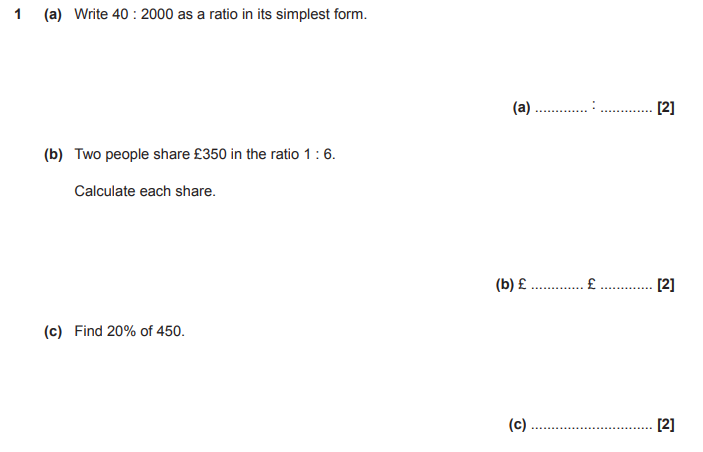 1 (a) Write 40 : 2000 as a ratio in its simplest form.
(a) ............. : ............. [2]
(b) Two people share £350 in the ratio 1 : 6.
Calculate each share.
(b) £ ............. £ ............. [2]
(c) Find 20% of 450.
(c) .............................. [2]